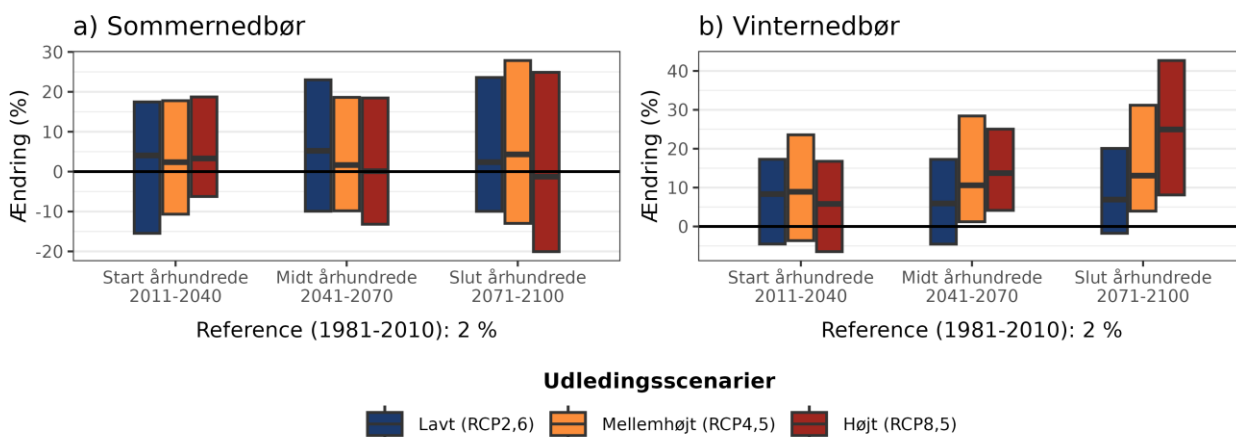 a) Sommernedbør
b) Vinternedbør
Ændring (%)
30
20
10
0
-10
-20
Start århundrede
2011-2040
Midt århundrede
2041-2070
Slut århundrede
2071-2100
Reference (1981-2010): 2 %
Ændring (%)
40
30
20
10
0
Start århundrede
2011-2040
Midt århundrede
2041-2070
Slut århundrede
2071-2100
Reference (1981-2010): 2 %
Udledingsscenarier
Lavt (RCP2,6) Mellemhøjt (RCP4,5) Højt (RCP8,5)